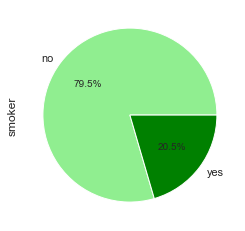 no
79.5%
smoker
20.5%
yes